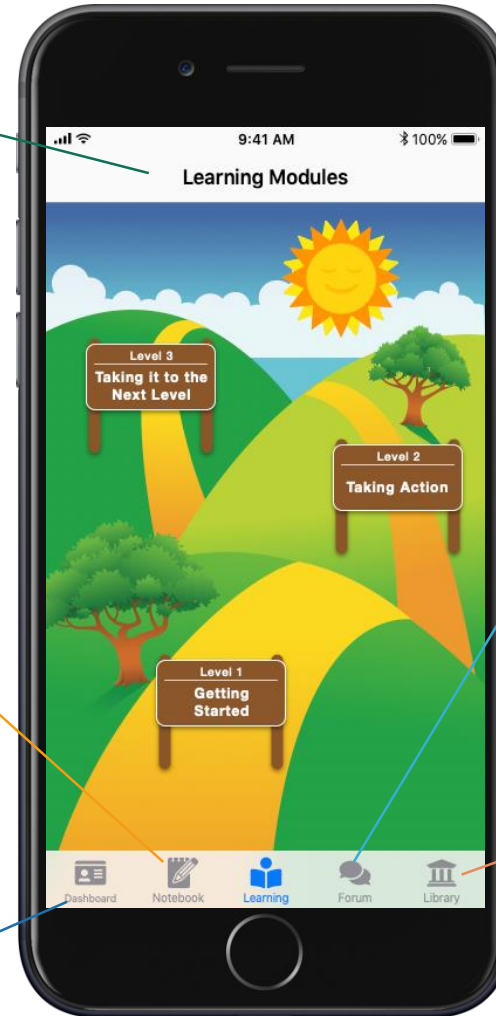 9:41 AM 100%
Learning Modules
Level 3
Taking it to the
Next Level
Level 2
Taking Action
Level 1
Getting
Started
Dashboard Notebook Learning Forum Library